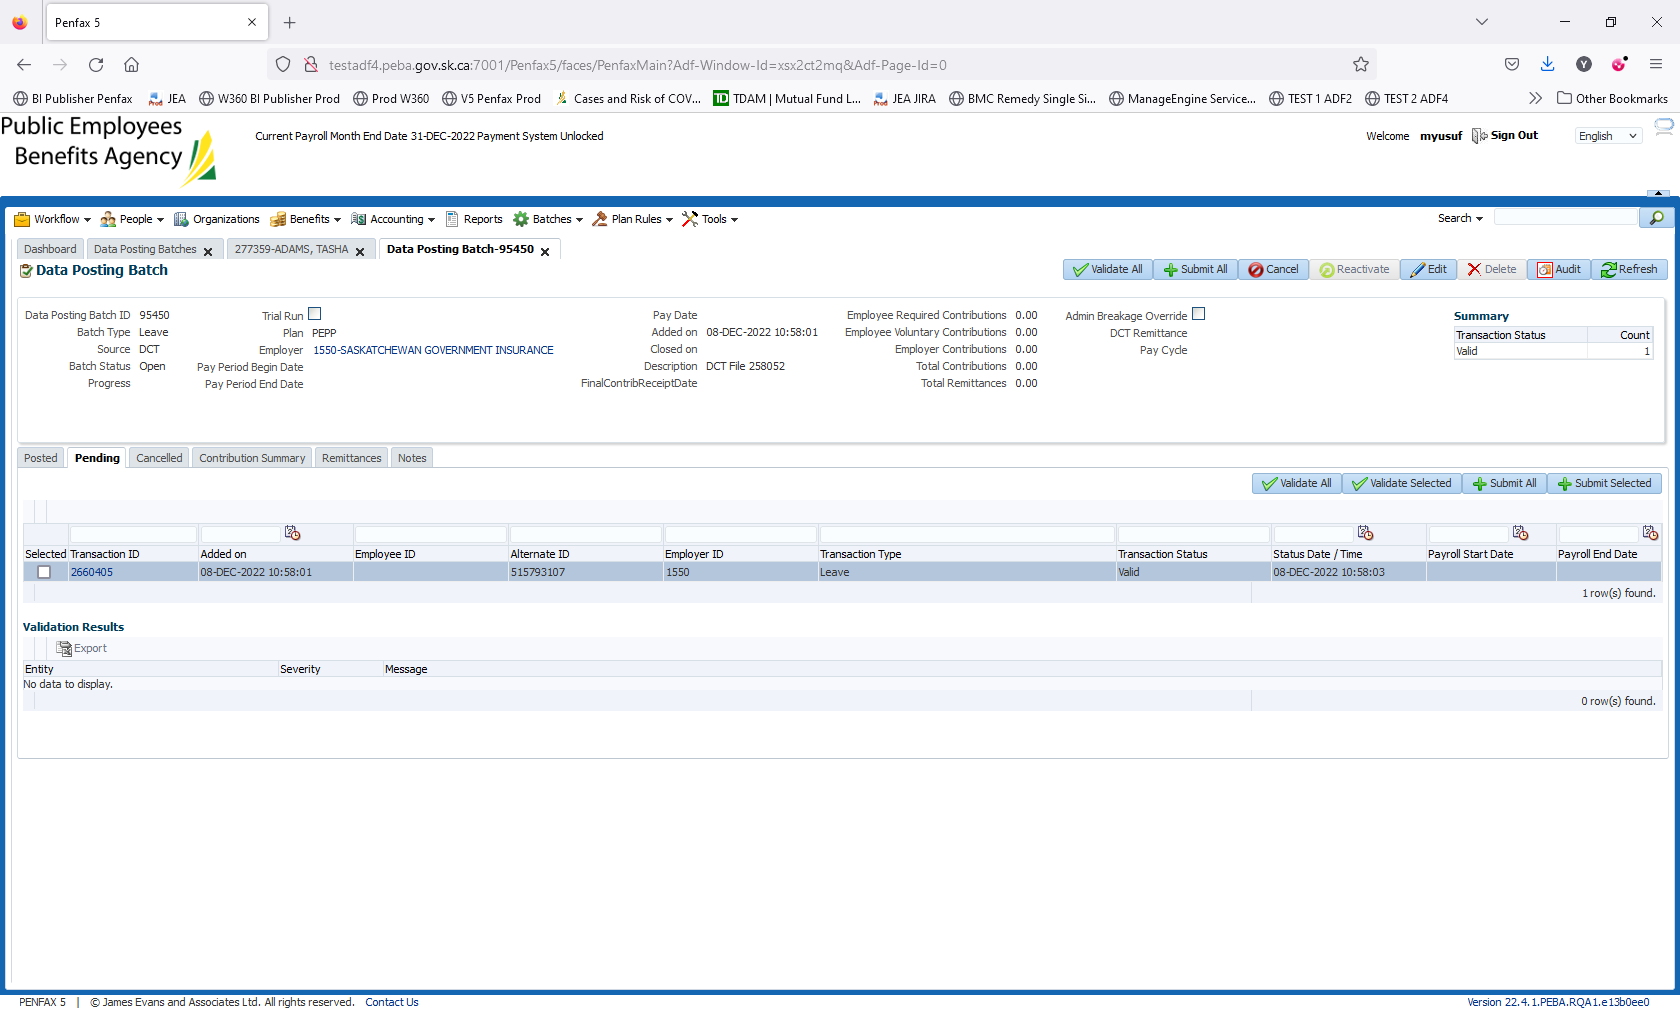 Penfax 5
testadf4.peba.gov.sk.ca:7001/Penfax5/faces/PenfaxMain?Adf-Window-Id=xsx2ct2mq&Adf-Page-Id=0
BI Publisher Penfax JEA W360 BI Publisher Prod Prod W360 V5 Penfax Prod Cases and Risk of COV... TD TDAM | Mutual Fund L... JEA JIRA BMC Remedy Single Si... ManageEngine Service... TEST 1 ADF2 TEST 2 ADF4 Other Bookmarks
Public Employees
Benefits Agency
Current Payroll Month End Date 31-DEC-2022 Payment System Unlocked
Welcome myusuf Sign Out English
Workflow People Organizations Benefits Accounting Reports Batches Plan Rules Tools Search
Dashboard Data Posting Batches 277359-ADAMS, TASHA Data Posting Batch-95450
Data Posting Batch
Validate All Submit All Cancel Reactivate Edit Delete Audit Refresh
Data Posting Batch ID 95450
Batch Type Leave
Source DCT
Batch Status Open
Progress
Trial Run
Plan PEPP
Employer 1550-SASKATCHEWAN GOVERNMENT INSURANCE
Pay Period Begin Date
Pay Period End Date
Pay Date
Added on 08-DEC-2022 10:58:01
Closed on
Description DCT File 258052
FinalContribReceiptDate
Employee Required Contributions 0.00
Employee Voluntary Contributions 0.00
Employer Contributions 0.00
Total Contributions 0.00
Total Remittances 0.00
Admin Breakage Override
DCT Remittance
Pay Cycle
Summary
Transaction Status Count
Valid 1
Posted Pending Cancelled Contribution Summary Remittances Notes
Validate All Validate Selected Submit All Submit Selected
Selected Transaction ID Added on Employee ID Alternate ID Employer ID Transaction Type Transaction Status Status Date / Time Payroll Start Date Payroll End Date
2660405 08-DEC-2022 10:58:01 515793107 1550 Leave Valid 08-DEC-2022 10:58:03
1 row(s) found.
Validation Results
Export
Entity Severity Message
No data to display.
0 row(s) found.
PENFAX 5 | © James Evans and Associates Ltd. All rights reserved. Contact Us
Version 22.4.1.PEBA.RQA1.e13b0ee0